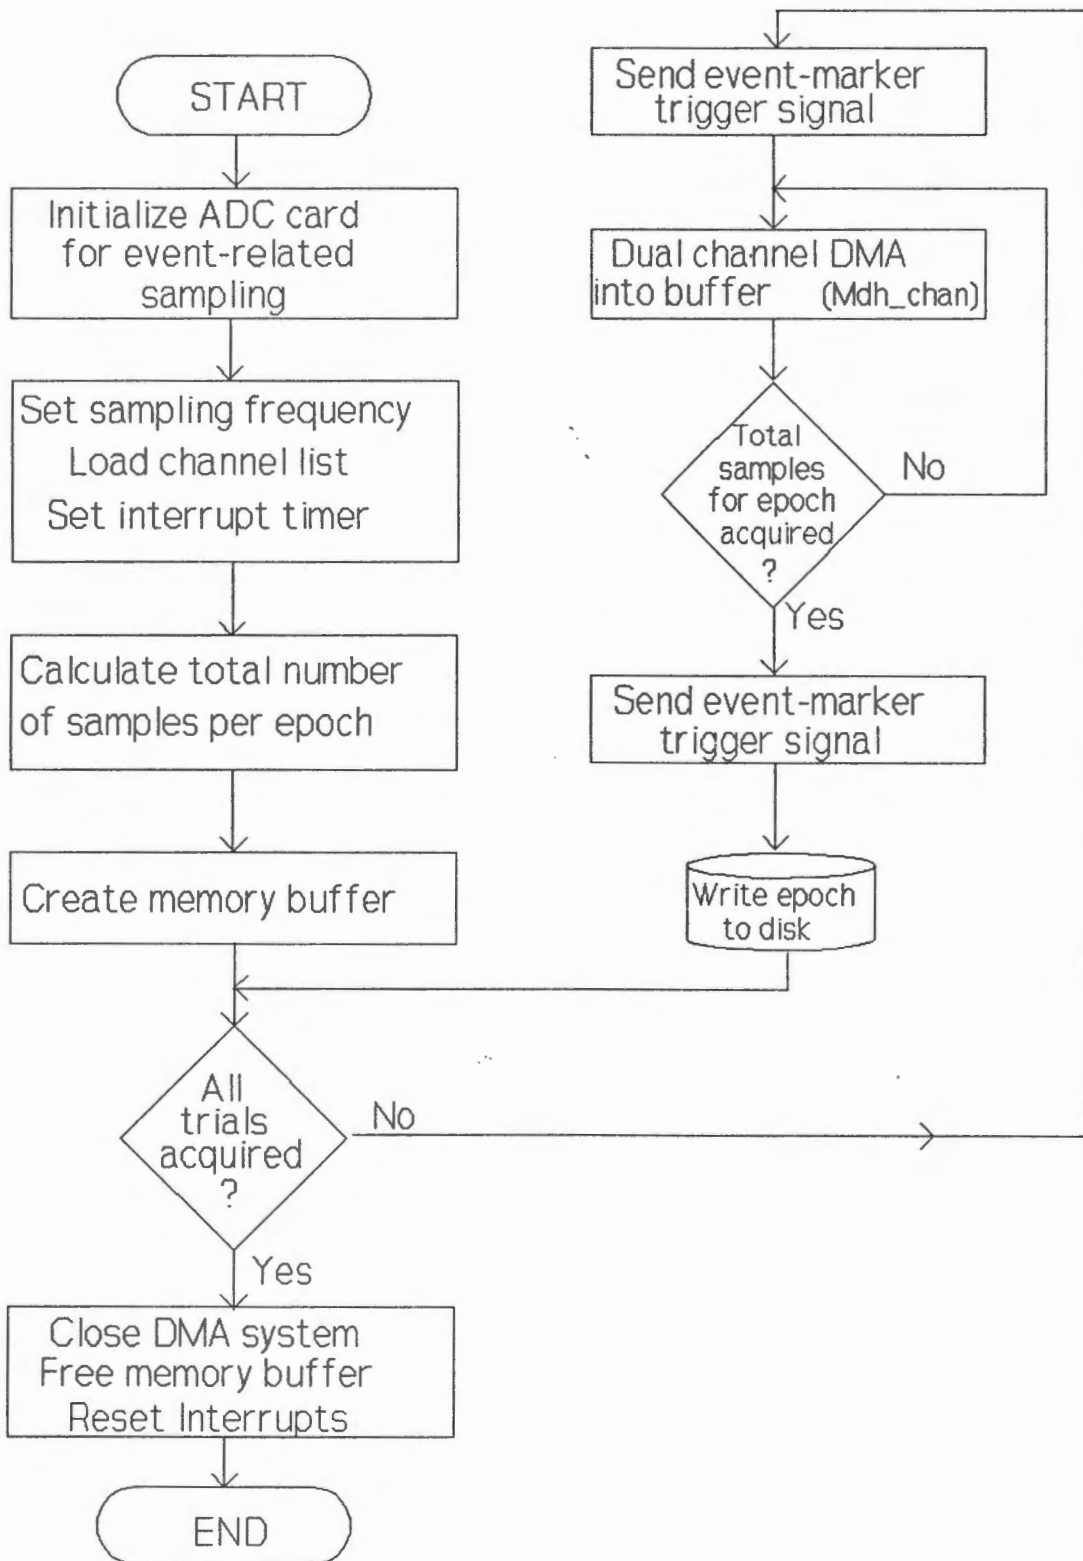 START
Initialize ADC card
for event-related
sampling
Set sampling frequency
Load channel list
Set interrupt timer
Calculate total number
of samples per epoch
Create memory buffer
All
trials
acquired
?
No
Yes
Close DMA system
Free memory buffer
Reset Interrupts
END
Send event-marker
trigger signal
Dual channel DMA
into buffer (Mdh_chan)
Total
samples
for epoch
acquired
?
No
Yes
Send event-marker
trigger signal
Write epoch
to disk